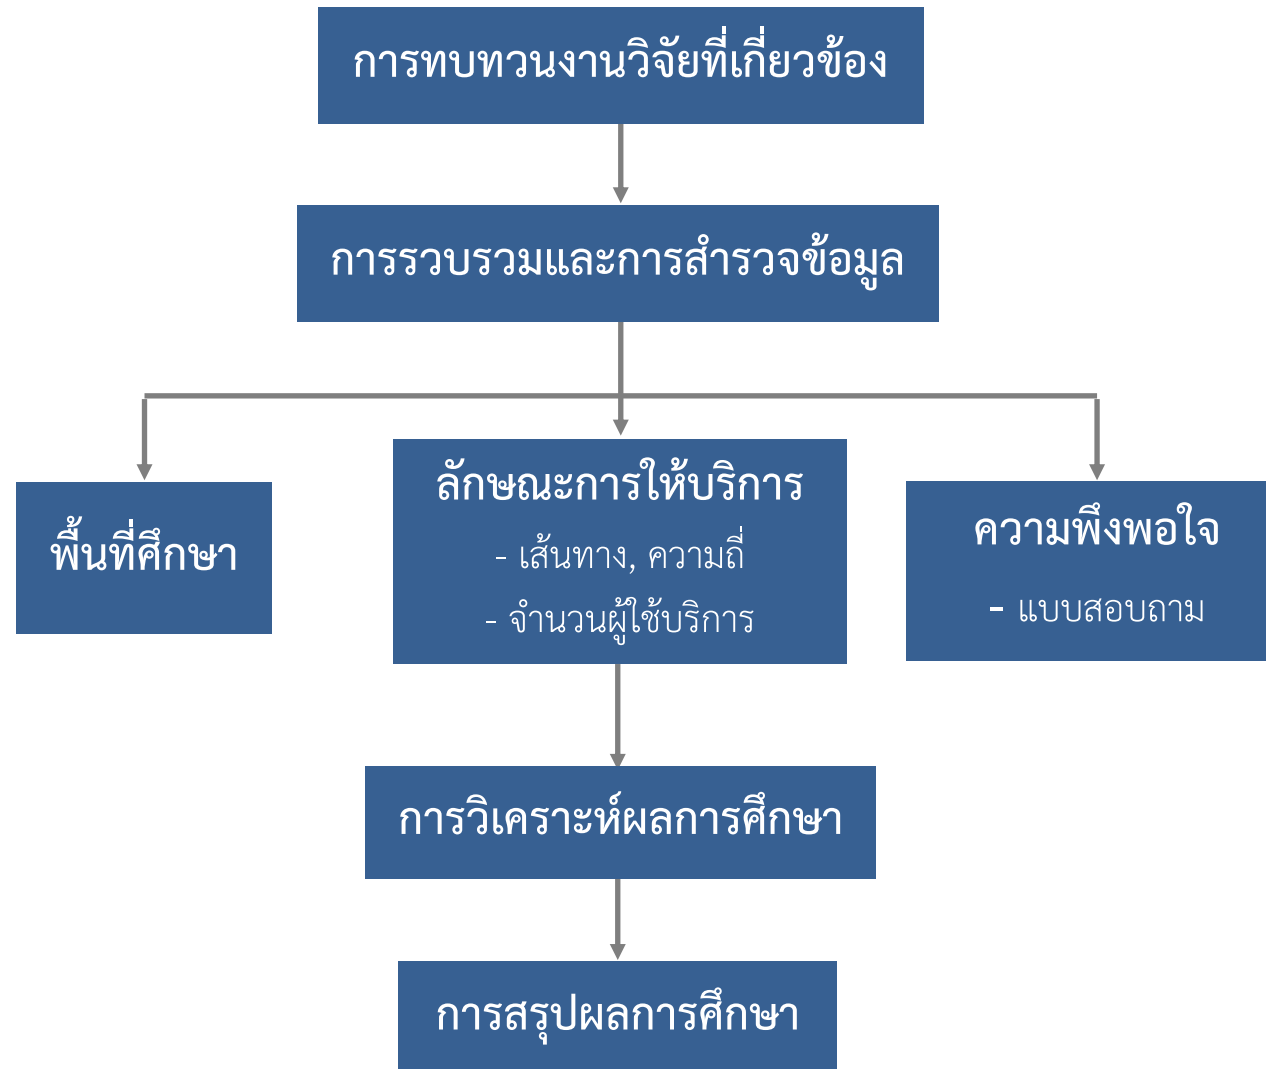 การทบทวนงานวิจัยที่เกี่ยวข้อง
การรวบรวมและการสำรวจข้อมูล
พื้นที่ศึกษา
ลักษณะการให้บริการ
- เส้นทาง, ความถี่
- จำนวนผู้ใช้บริการ
ความพึงพอใจ
- แบบสอบถาม
การวิเคราะห์ผลการศึกษา
การสรุปผลการศึกษา